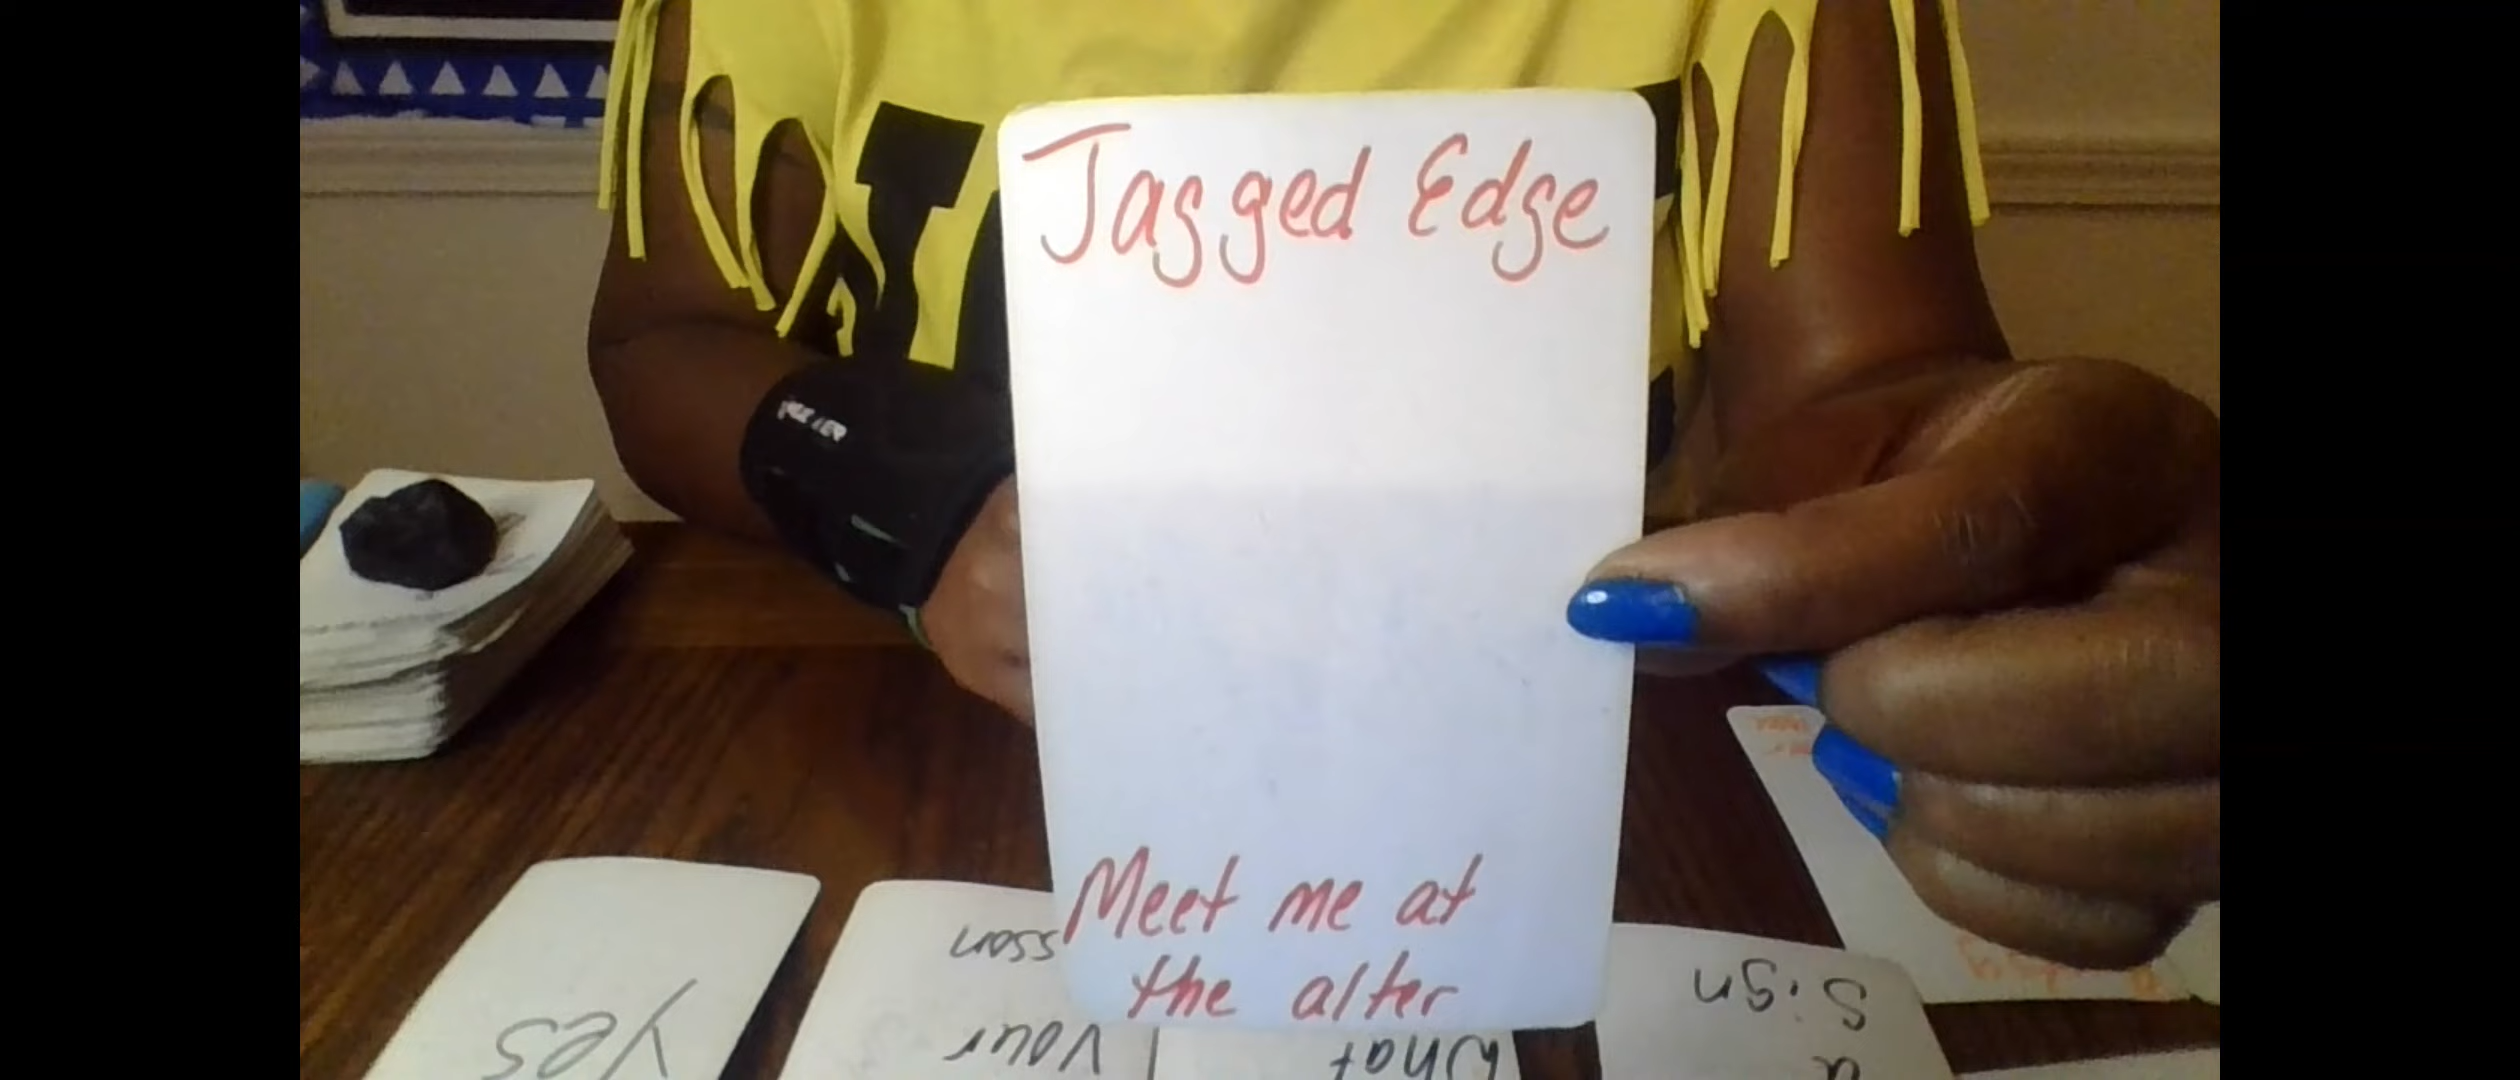 Jagged Edge
Meet me at
the alter
yes
your
what
sign
a